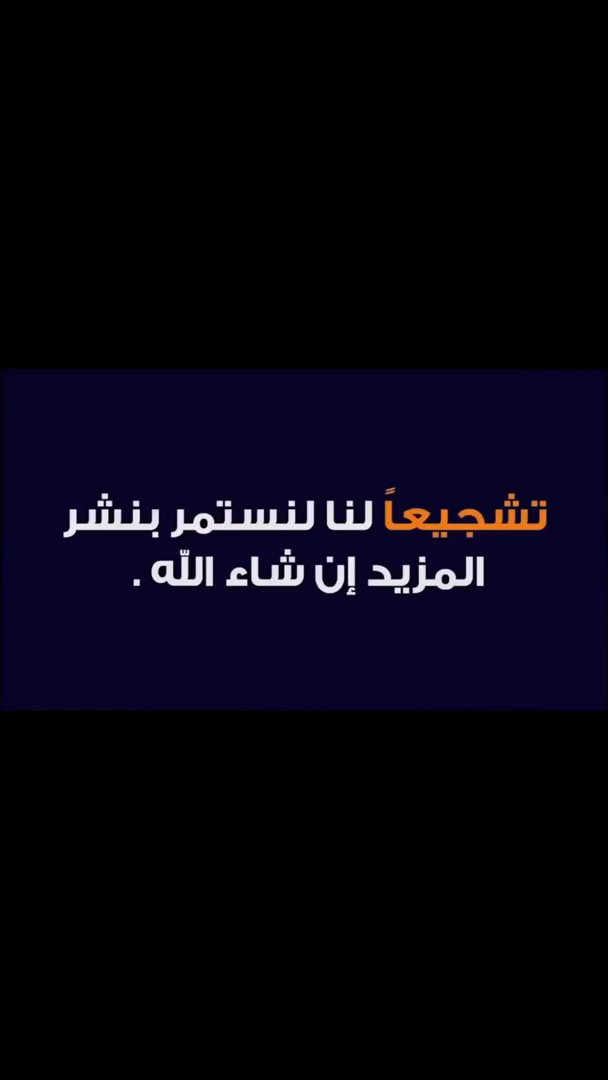 تشجيعاً لنا لنستمر بنشر
المزيد إن شاء الله .